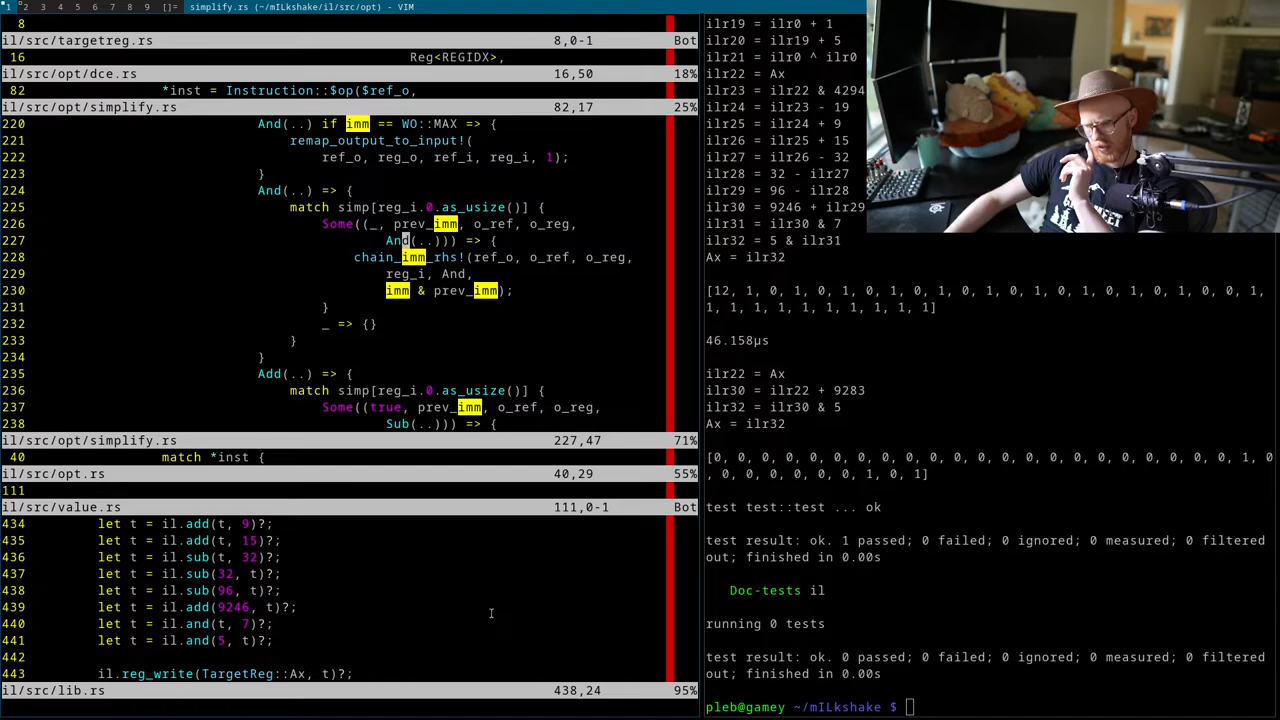 1 2 3 4 5 6 7 8 9 []= simplify.rs (~/mILkshake/il/src/opt) - VIM
8
il/src/targetreg.rs 8,0-1 Bot
16 Reg<REGIDX>,
il/src/opt/dce.rs 16,50 18%
82 *inst = Instruction::$op($ref_o,
il/src/opt/simplify.rs 82,17 25%
220 And(..) if imm == WO::MAX => {
221 remap_output_to_input!(
222 ref_o, reg_o, ref_i, reg_i, 1);
223 }
224 And(..) => {
225 match simp[reg_i.0.as_usize()] {
226 Some((_, prev_imm, o_ref, o_reg,
227 And(..))) => {
228 chain_imm_rhs!(ref_o, o_ref, o_reg,
229 reg_i, And,
230 imm & prev_imm);
231 }
232 _ => {}
233 }
234 }
235 Add(..) => {
236 match simp[reg_i.0.as_usize()] {
237 Some((true, prev_imm, o_ref, o_reg,
238 Sub(..))) => {
il/src/opt/simplify.rs 227,47 71%
40 match *inst {
il/src/opt.rs 40,29 55%
111
il/src/value.rs 111,0-1 Bot
434 let t = il.add(t, 9)?;
435 let t = il.add(t, 15)?;
436 let t = il.sub(t, 32)?;
437 let t = il.sub(32, t)?;
438 let t = il.sub(96, t)?;
439 let t = il.add(9246, t)?;
440 let t = il.and(t, 7)?;
441 let t = il.and(5, t)?;
442
443 il.reg_write(TargetReg::Ax, t)?;
il/src/lib.rs 438,24 95%
ilr19 = ilr0 + 1
ilr20 = ilr19 + 5
ilr21 = ilr0 ^ ilr0
ilr22 = Ax
ilr23 = ilr22 & 4294
ilr24 = ilr23 - 19
ilr25 = ilr24 + 9
ilr26 = ilr25 + 15
ilr27 = ilr26 - 32
ilr28 = 32 - ilr27
ilr29 = 96 - ilr28
ilr30 = 9246 + ilr29
ilr31 = ilr30 & 7
ilr32 = 5 & ilr31
Ax = ilr32
[12, 1, 0, 1, 0, 1, 0, 1, 0, 1, 0, 1, 0, 1, 0, 1, 0, 1, 0, 0, 1,
1, 1, 1, 1, 1, 1, 1, 1, 1]
46.158µs
ilr22 = Ax
ilr30 = ilr22 + 9283
ilr32 = ilr30 & 5
Ax = ilr32
[0, 0, 0, 0, 0, 0, 0, 0, 0, 0, 0, 0, 0, 0, 0, 0, 0, 0, 0, 0, 1, 0
, 0, 0, 0, 0, 0, 0, 1, 0, 1]
test test::test ... ok
test result: ok. 1 passed; 0 failed; 0 ignored; 0 measured; 0 filtered
out; finished in 0.00s
Doc-tests il
running 0 tests
test result: ok. 0 passed; 0 failed; 0 ignored; 0 measured; 0 filtered
out; finished in 0.00s
pleb@gamey ~/mILkshake $